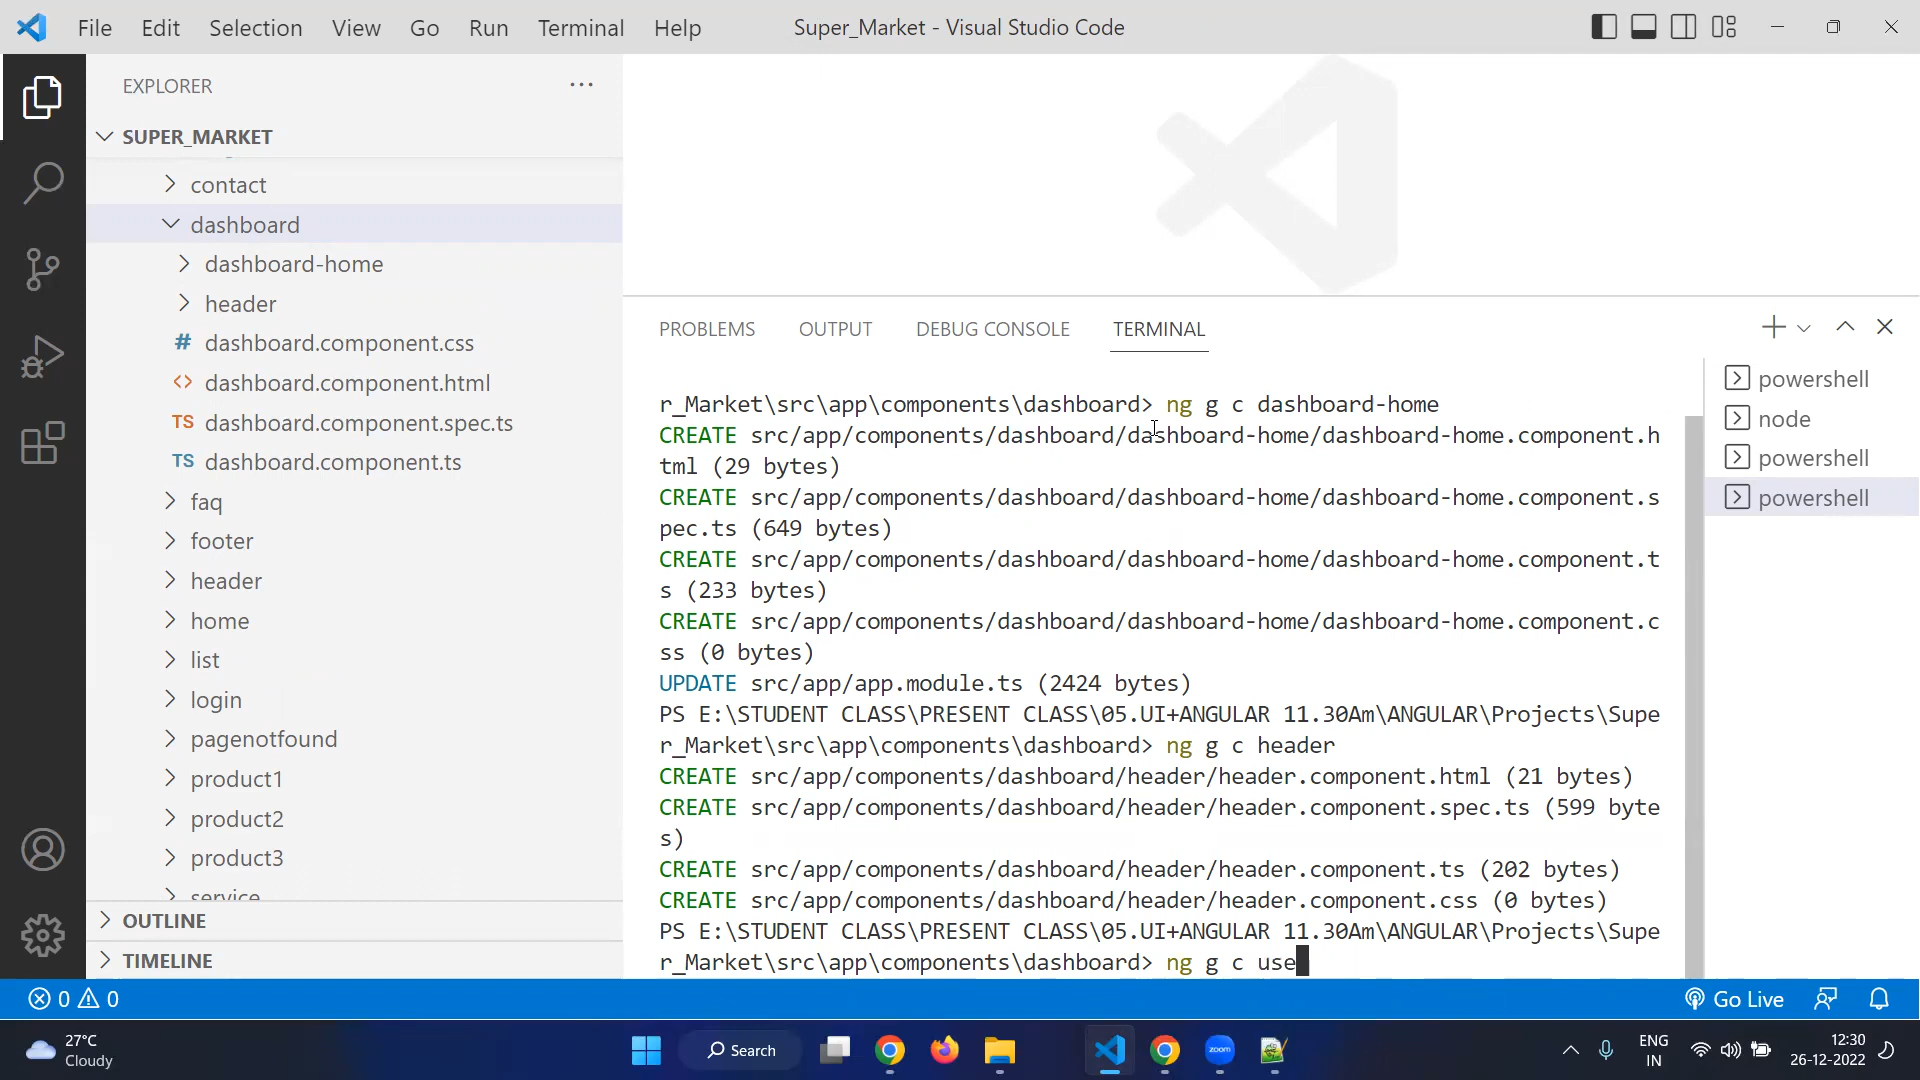 File Edit Selection View Go Run Terminal Help Super_Market - Visual Studio Code
EXPLORER
SUPER_MARKET
contact
dashboard
dashboard-home
header
# dashboard.component.css
<> dashboard.component.html
TS dashboard.component.spec.ts
TS dashboard.component.ts
faq
footer
header
home
list
login
pagenotfound
product1
product2
product3
service
OUTLINE
TIMELINE
PROBLEMS OUTPUT DEBUG CONSOLE TERMINAL
r_Market\src\app\components\dashboard> ng g c dashboard-home
CREATE src/app/components/dashboard/dashboard-home/dashboard-home.component.h
tml (29 bytes)
CREATE src/app/components/dashboard/dashboard-home/dashboard-home.component.s
pec.ts (649 bytes)
CREATE src/app/components/dashboard/dashboard-home/dashboard-home.component.t
s (233 bytes)
CREATE src/app/components/dashboard/dashboard-home/dashboard-home.component.c
ss (0 bytes)
UPDATE src/app/app.module.ts (2424 bytes)
PS E:\STUDENT CLASS\PRESENT CLASS\05.UI+ANGULAR 11.30Am\ANGULAR\Projects\Supe
r_Market\src\app\components\dashboard> ng g c header
CREATE src/app/components/dashboard/header/header.component.html (21 bytes)
CREATE src/app/components/dashboard/header/header.component.spec.ts (599 byte
s)
CREATE src/app/components/dashboard/header/header.component.ts (202 bytes)
CREATE src/app/components/dashboard/header/header.component.css (0 bytes)
PS E:\STUDENT CLASS\PRESENT CLASS\05.UI+ANGULAR 11.30Am\ANGULAR\Projects\Supe
r_Market\src\app\components\dashboard> ng g c use
powershell
node
powershell
powershell
0 0 Go Live
27°C
Cloudy
Search
zoom
ENG
IN
12:30
26-12-2022